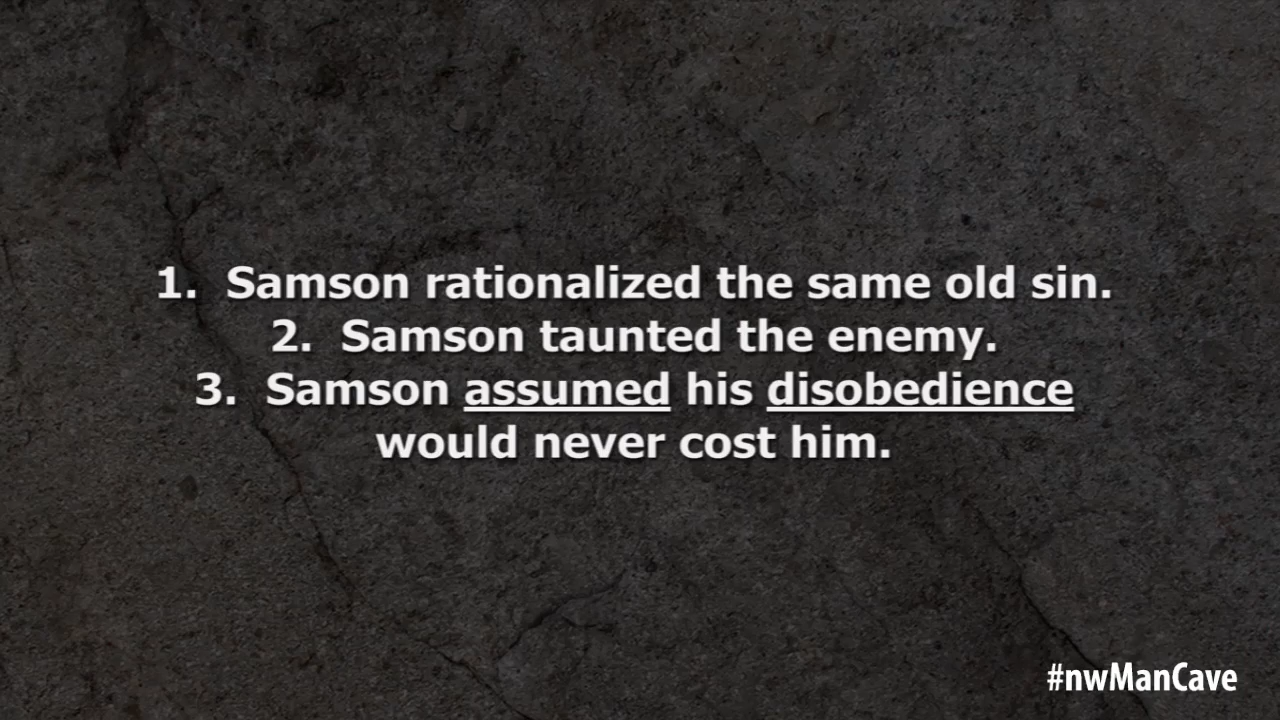 1. Samson rationalized the same old sin.
2. Samson taunted the enemy.
3. Samson assumed his disobedience
would never cost him.
#nwManCave